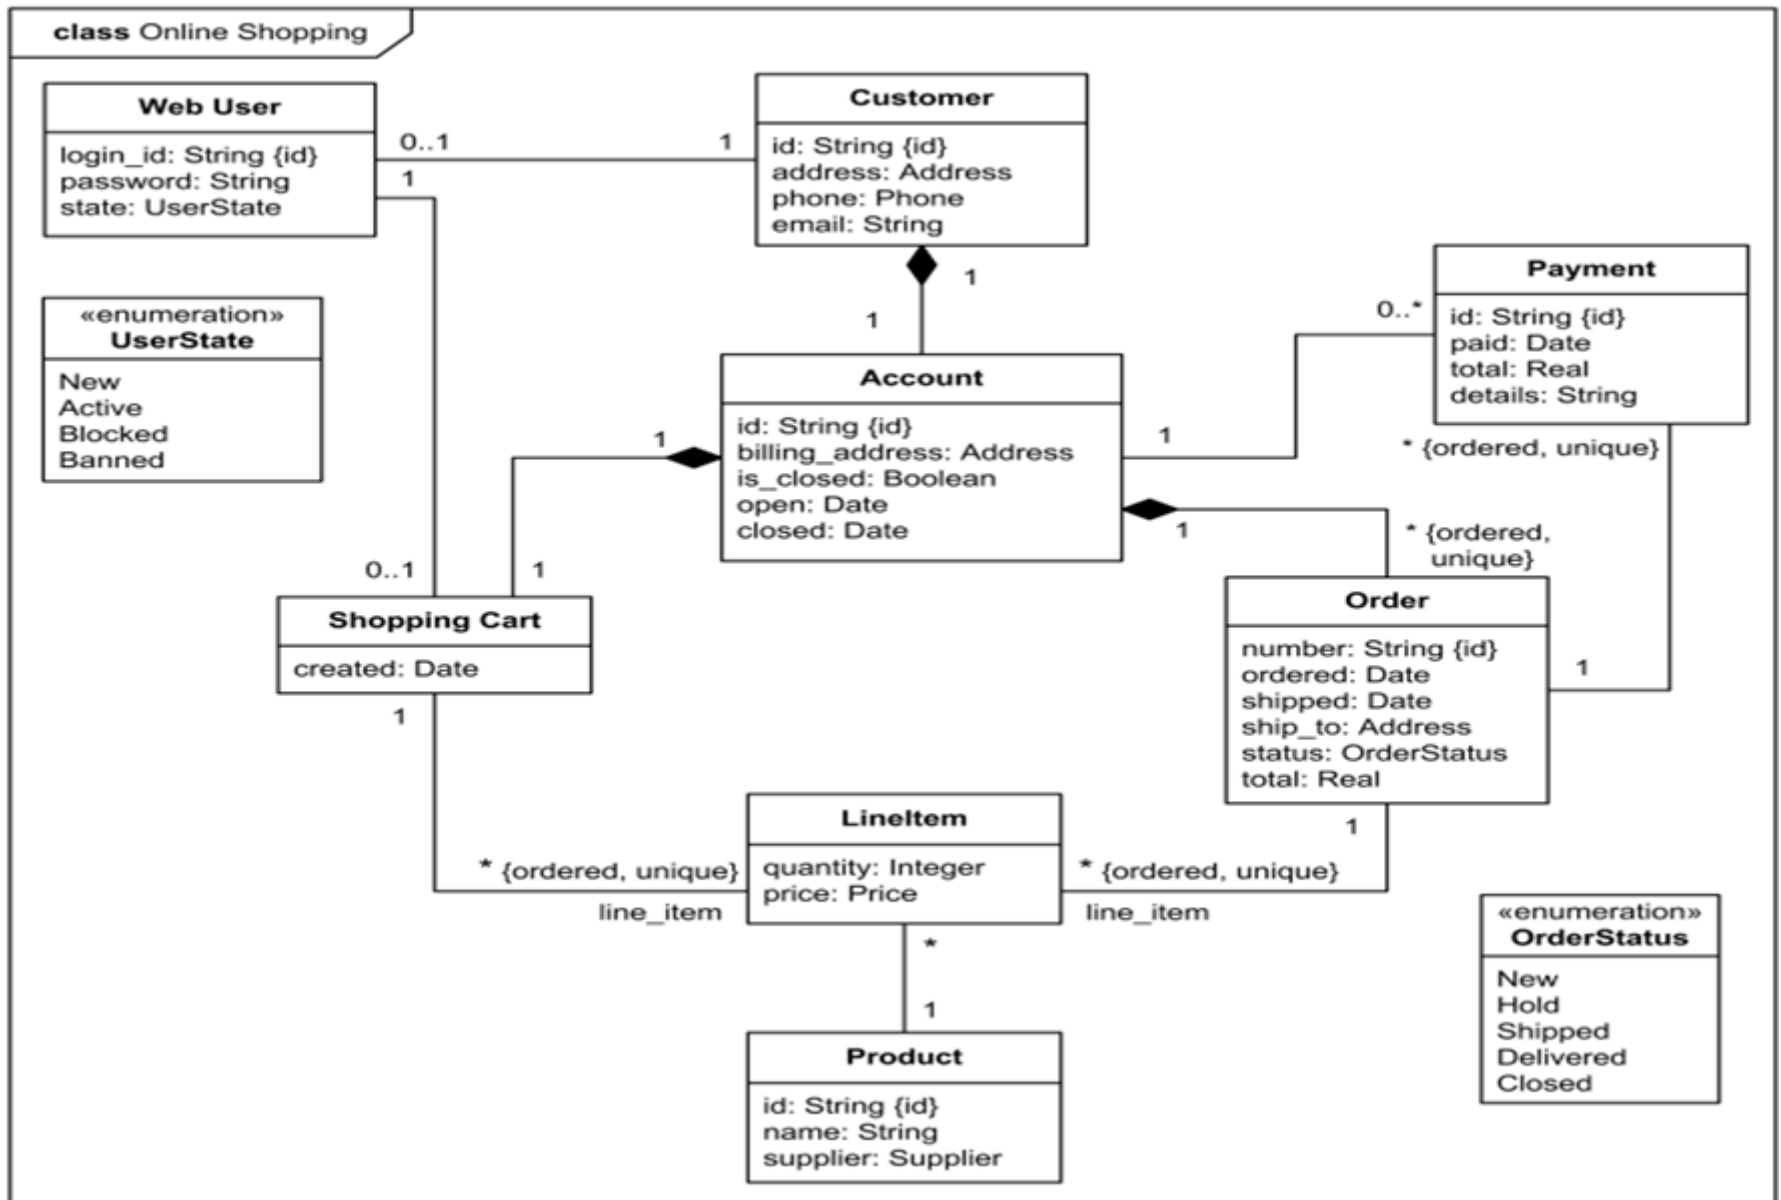 class Online Shopping
Web User
login_id: String {id}
password: String
state: UserState
0..1
1
1
Customer
id: String {id}
address: Address
phone: Phone
email: String
1
1
«enumeration»
UserState
New
Active
Blocked
Banned
Account
id: String {id}
billing_address: Address
is_closed: Boolean
open: Date
closed: Date
1
1
0..*
Payment
id: String {id}
paid: Date
total: Real
details: String
* {ordered, unique}
1
* {ordered,
unique}
0..1
1
Shopping Cart
created: Date
1
Order
number: String {id}
ordered: Date
shipped: Date
ship_to: Address
status: OrderStatus
total: Real
1
1
LineItem
quantity: Integer
price: Price
* {ordered, unique}
line_item
* {ordered, unique}
line_item
*
1
Product
id: String {id}
name: String
supplier: Supplier
«enumeration»
OrderStatus
New
Hold
Shipped
Delivered
Closed